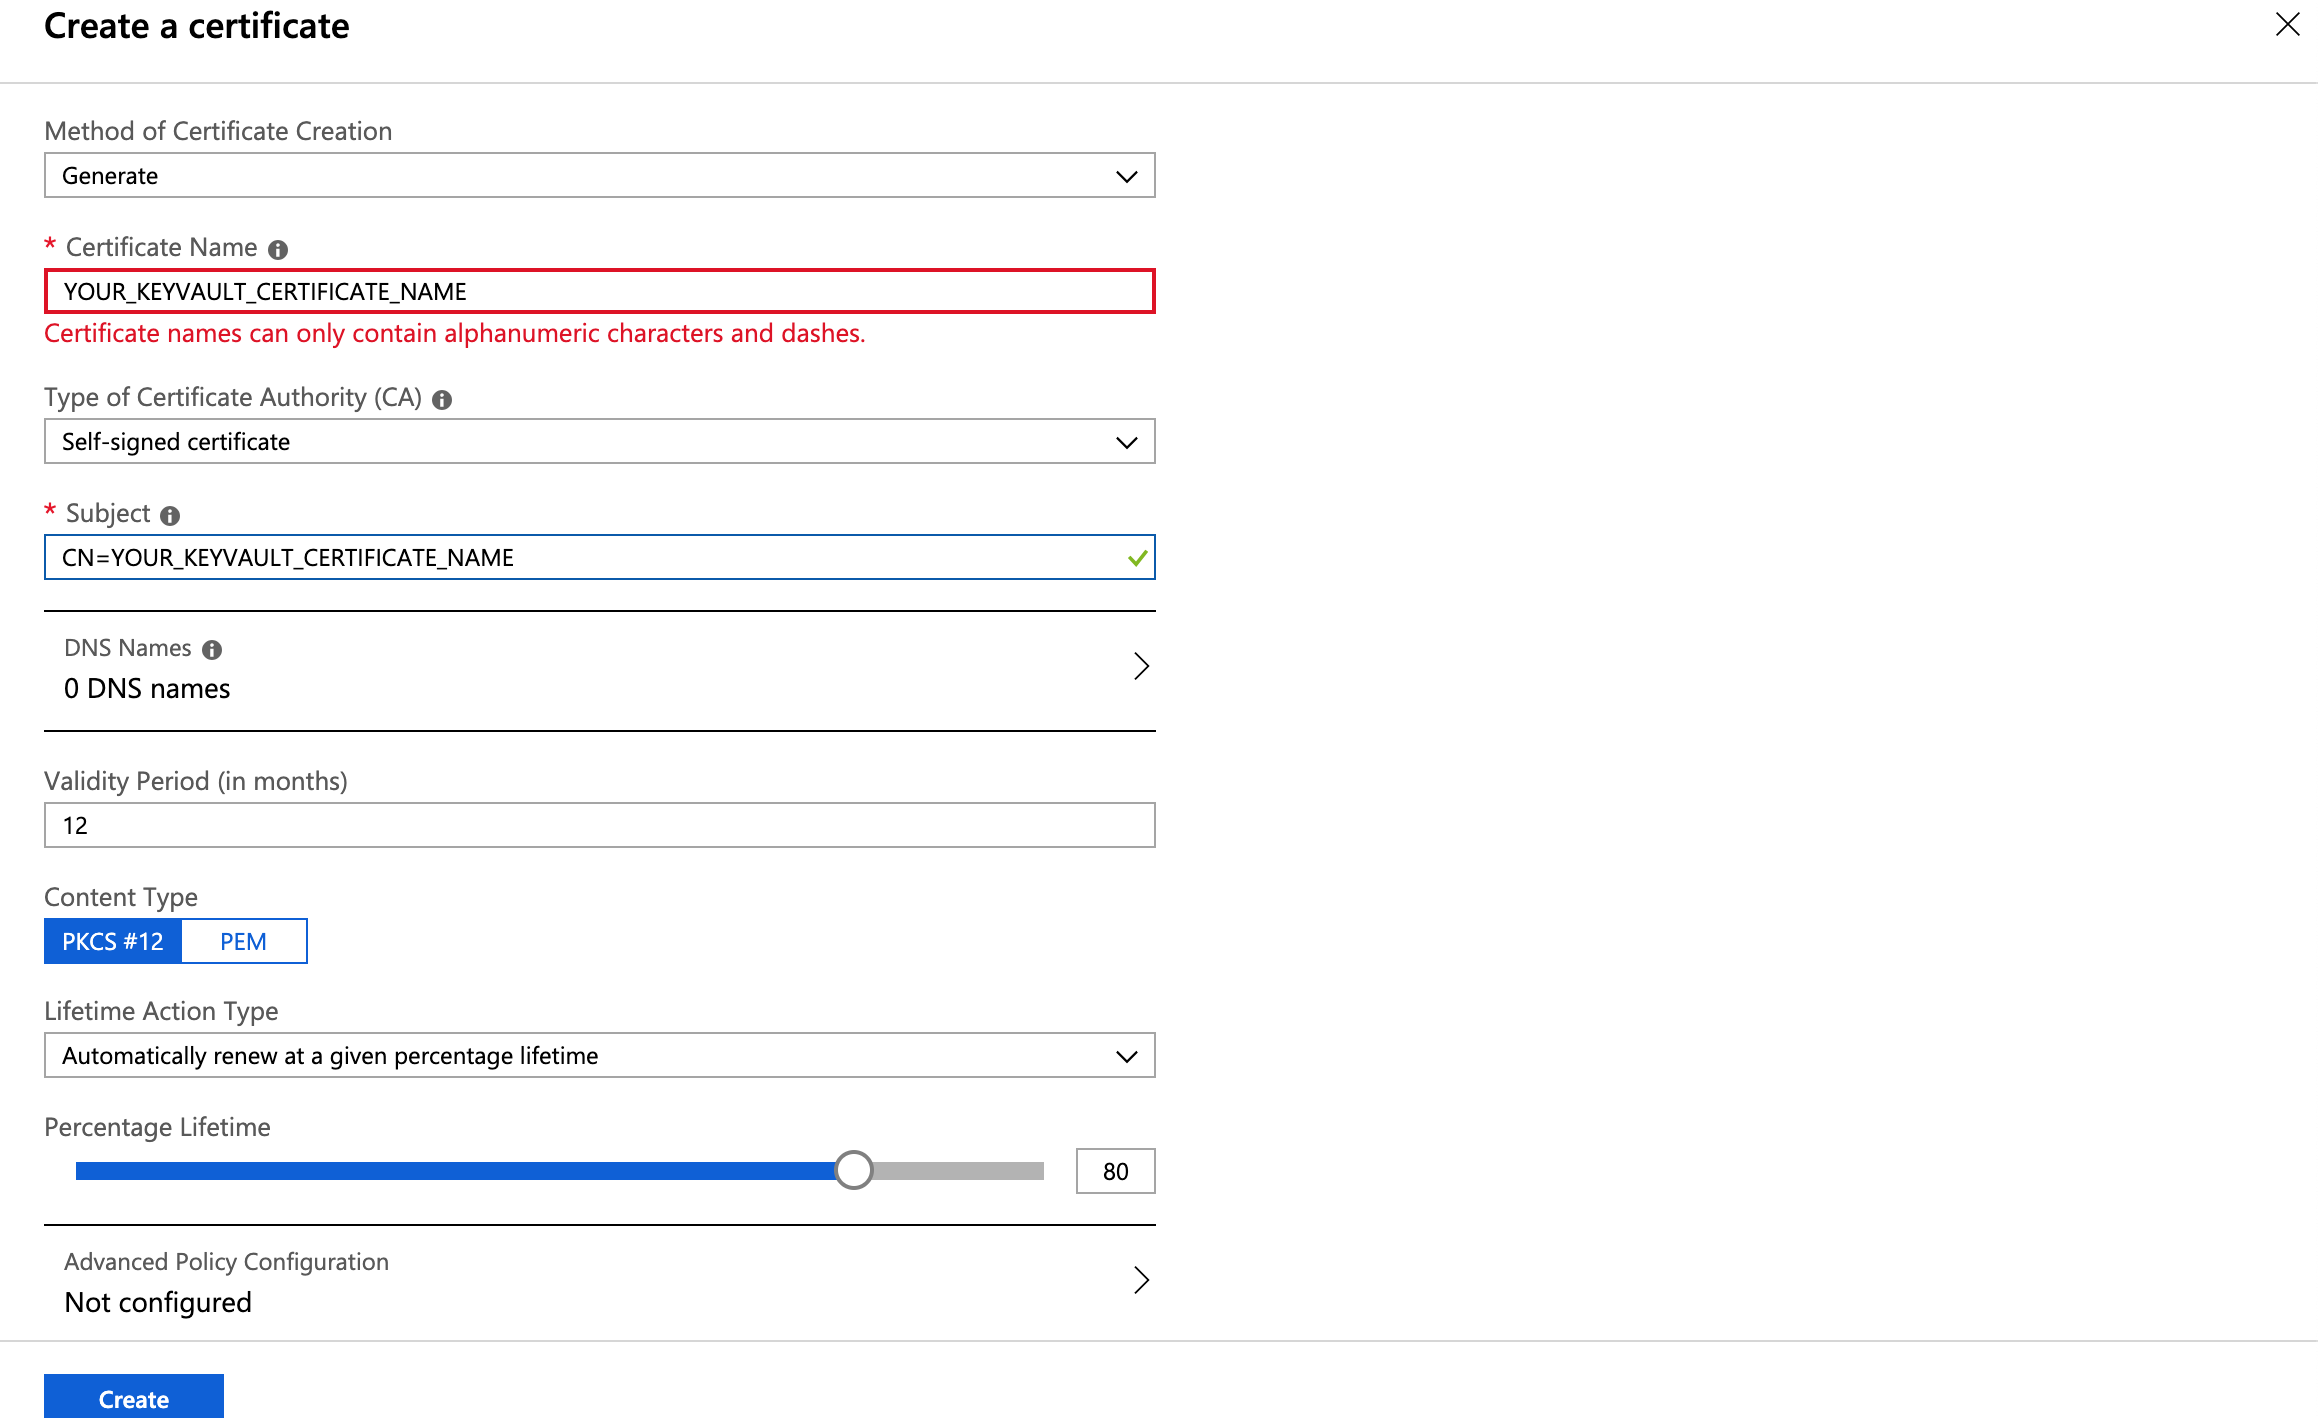 Create a certificate
Method of Certificate Creation
Generate
* Certificate Name
YOUR_KEYVAULT_CERTIFICATE_NAME
Certificate names can only contain alphanumeric characters and dashes.
Type of Certificate Authority (CA)
Self-signed certificate
* Subject
CN=YOUR_KEYVAULT_CERTIFICATE_NAME
DNS Names
0 DNS names
Validity Period (in months)
12
Content Type
PKCS #12 PEM
Lifetime Action Type
Automatically renew at a given percentage lifetime
Percentage Lifetime
80
Advanced Policy Configuration
Not configured
Create